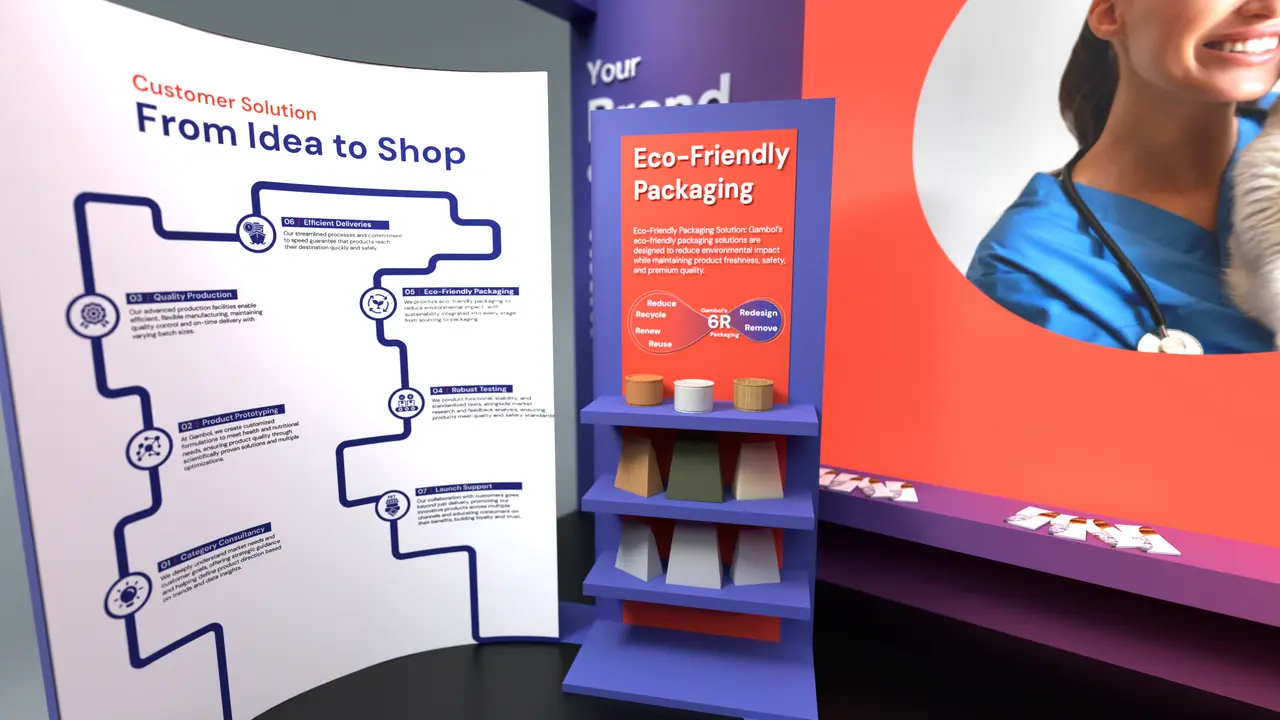 Customer Solution
From Idea to Shop
06 | Efficient Deliveries
Our streamlined processes and commitment
to speed guarantee that products reach
their destination quickly and safely.
03 | Quality Production
Our advanced production facilities enable
efficient, flexible manufacturing, maintaining
quality control and on-time delivery with
varying batch sizes.
05 | Eco-Friendly Packaging
We prioritize eco-friendly packaging to
reduce environmental impact, with
sustainability integrated into every stage
from sourcing to packaging.
04 | Robust Testing
We conduct functional, stability, and
standardized tests, alongside market
research and feedback analysis, ensuring
products meet quality and safety standards
02 | Product Prototyping
At Gambol, we create customized
formulations to meet health and nutritional
needs, ensuring product quality through
scientifically proven solutions and multiple
optimizations.
07 | Launch Support
Our collaboration with customers goes
beyond just delivery, promoting our
innovative products across multiple
channels and educating consumers on
their benefits, building loyalty and trust.
01 | Category Consultancy
We deeply understand market needs and
customer goals, offering strategic guidance
and helping define product direction based
on trends and data insights.
Your
Brand
Eco-Friendly
Packaging
Eco-Friendly Packaging Solution: Gambol's
eco-friendly packaging solutions are
designed to reduce environmental impact
while maintaining product freshness, safety,
and premium quality.
Reduce
Recycle
Renew
Reuse
Gambol's
6R
Packaging
Redesign
Remove